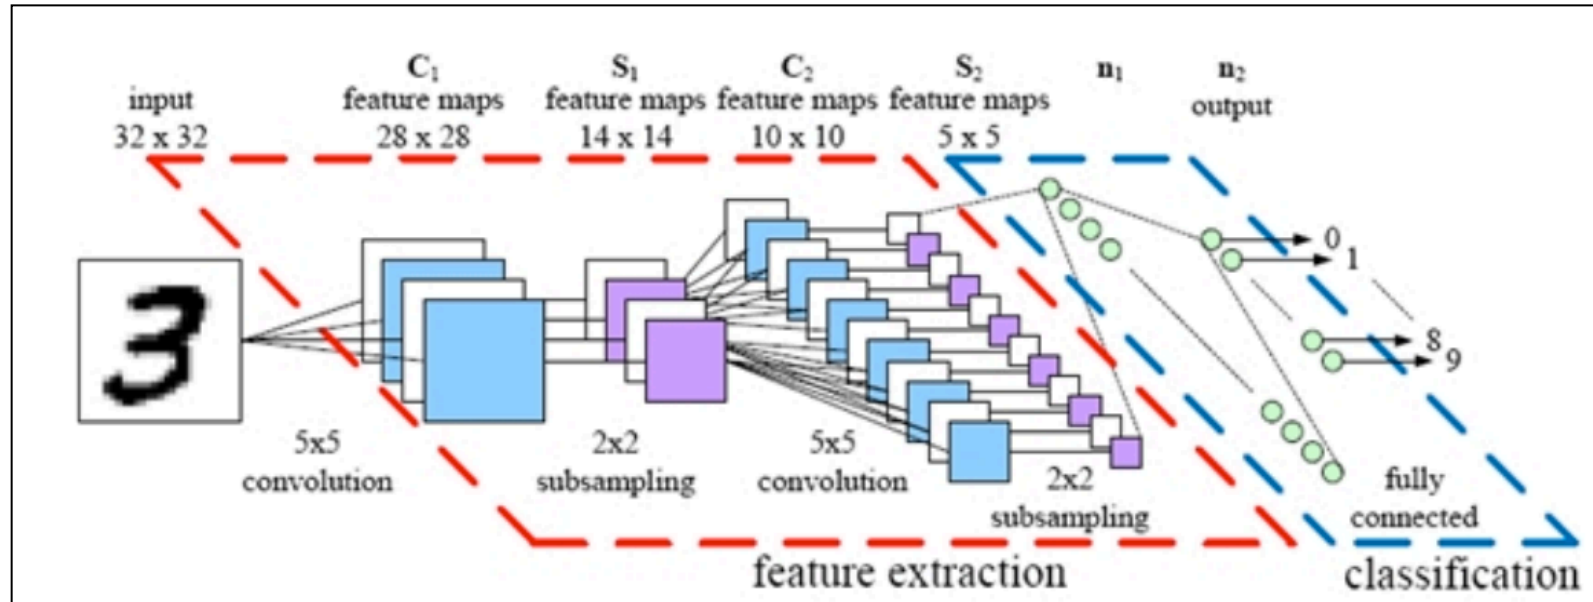 input
32 x 32
C₁
feature maps
28 x 28
S₁
feature maps
14 x 14
C₂
feature maps
10 x 10
S₂
feature maps
5 x 5
n₁
n₂
output
3
0
1
8
9
5x5
convolution
2x2
subsampling
5x5
convolution
2x2
subsampling
fully
connected
feature extraction
classification